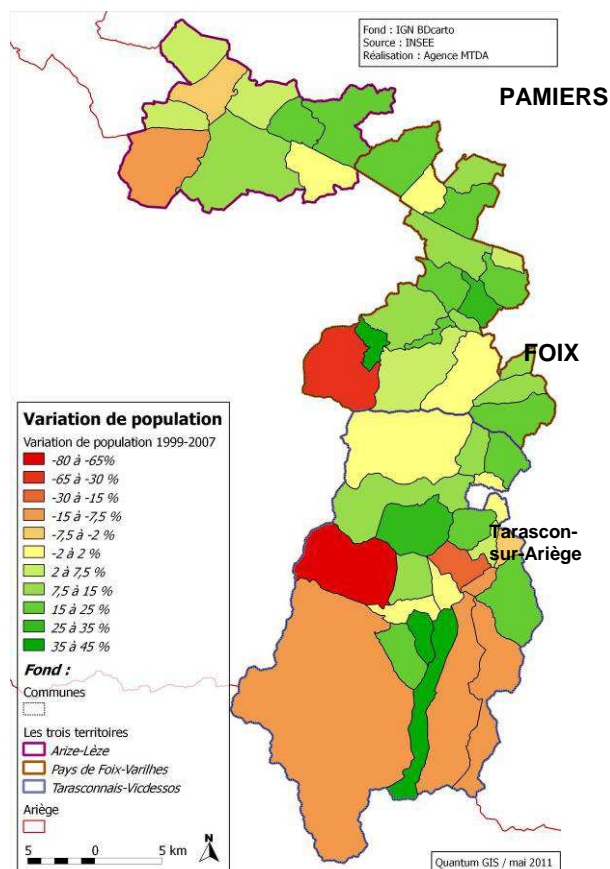 Fond : IGN BDcarto
Source : INSEE
Réalisation : Agence MTDA
PAMIERS
FOIX
Tarascon-
sur-Ariège
Variation de population
Variation de population 1999-2007
-80 à -65%
-65 à -30 %
-30 à -15 %
-15 à -7,5 %
-7,5 à -2 %
-2 à 2 %
2 à 7,5 %
7,5 à 15 %
15 à 25 %
25 à 35 %
35 à 45 %
Fond :
Communes
Les trois territoires
Arize-Lèze
Pays de Foix-Varilhes
Tarasconnais-Vicdessos
Ariège
N
5 0 5 km
Quantum GIS / mai 2011